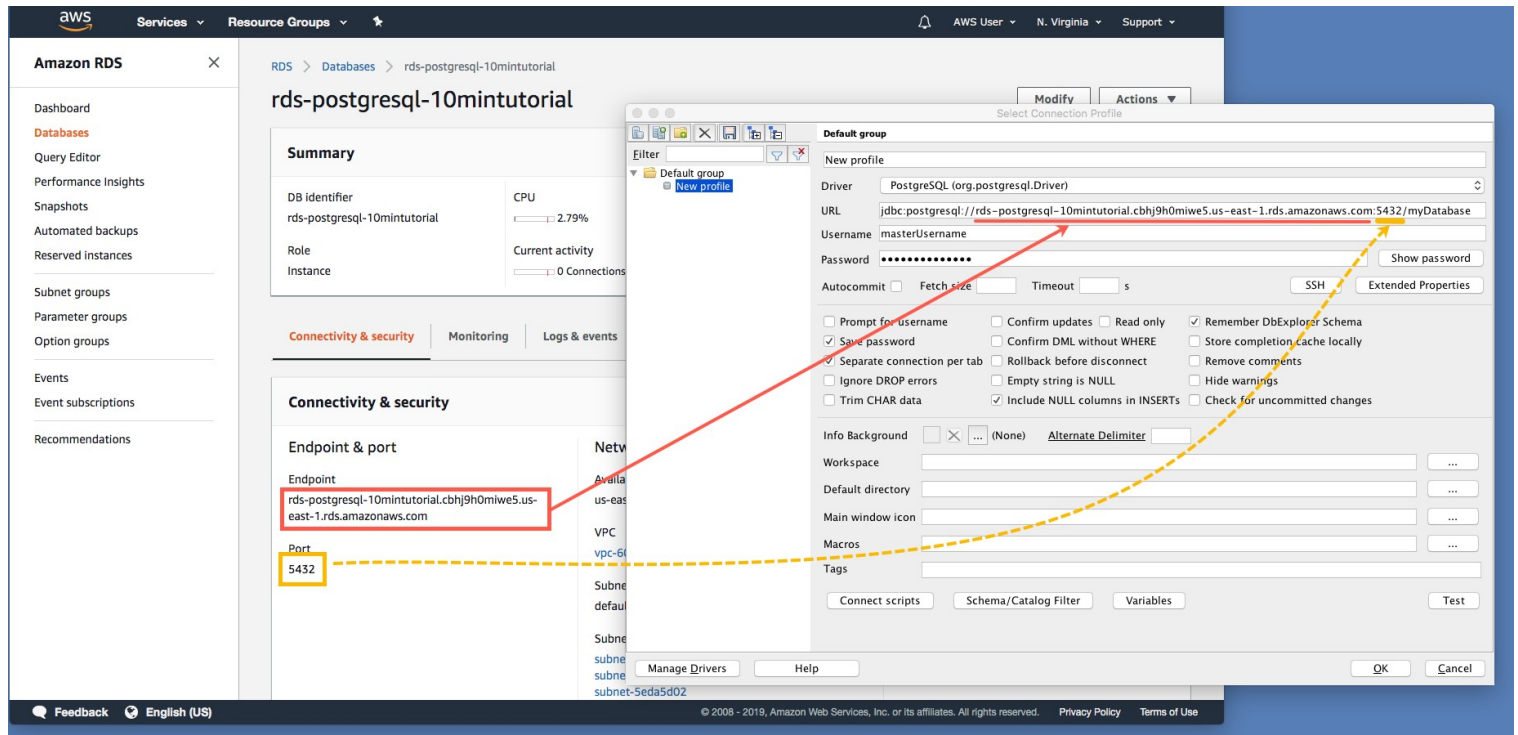 aws Services Resource Groups AWS User N. Virginia Support
Amazon RDS
Dashboard
Databases
Query Editor
Performance Insights
Snapshots
Automated backups
Reserved instances
Subnet groups
Parameter groups
Option groups
Events
Event subscriptions
Recommendations
RDS > Databases > rds-postgresql-10mintutorial
rds-postgresql-10mintutorial
Modify Actions
Summary
DB identifier
rds-postgresql-10mintutorial
CPU
2.79%
Role
Instance
Current activity
0 Connections
Connectivity & security Monitoring Logs & events
Connectivity & security
Endpoint & port
Endpoint
rds-postgresql-10mintutorial.cbhj9h0miwe5.us-
east-1.rds.amazonaws.com
Port
5432
Netw
Availa
us-eas
VPC
vpc-60
Subne
defaul
Subne
subne
subne
subnet-5eda5d02
Select Connection Profile
Filter
Default group
New profile
Default group
New profile
Driver PostgreSQL (org.postgresql.Driver)
URL jdbc:postgresql://rds-postgresql-10mintutorial.cbhj9h0miwe5.us-east-1.rds.amazonaws.com:5432/myDatabase
Username masterUsername
Password ●●●●●●●●●●●●●● Show password
Autocommit Fetch size Timeout s SSH Extended Properties
Prompt for username Confirm updates Read only Remember DbExplorer Schema
Save password Confirm DML without WHERE Store completion cache locally
Separate connection per tab Rollback before disconnect Remove comments
Ignore DROP errors Empty string is NULL Hide warnings
Trim CHAR data Include NULL columns in INSERTs Check for uncommitted changes
Info Background ... (None) Alternate Delimiter
Workspace ...
Default directory ...
Main window icon ...
Macros ...
Tags
Connect scripts Schema/Catalog Filter Variables Test
Manage Drivers Help OK Cancel
Feedback English (US) © 2008 - 2019, Amazon Web Services, Inc. or its affiliates. All rights reserved. Privacy Policy Terms of Use